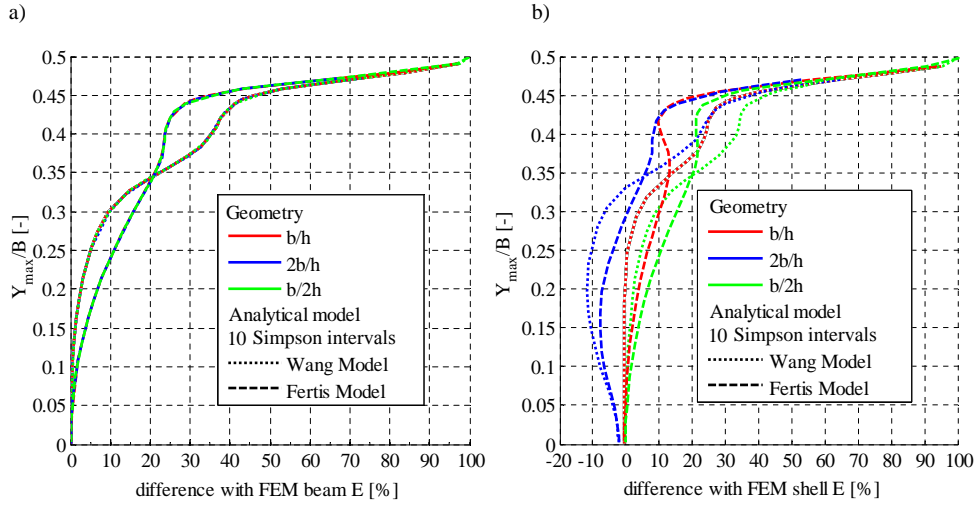 a)
0.5
0.45
0.4
0.35
0.3
0.25
0.2
0.15
0.1
0.05
0
Y_max/B [-]
0 10 20 30 40 50 60 70 80 90 100
difference with FEM beam E [%]
Geometry
b/h
2b/h
b/2h
Analytical model
10 Simpson intervals
Wang Model
Fertis Model
b)
0.5
0.45
0.4
0.35
0.3
0.25
0.2
0.15
0.1
0.05
0
Y_max/B [-]
-20 -10 0 10 20 30 40 50 60 70 80 90 100
difference with FEM shell E [%]
Geometry
b/h
2b/h
b/2h
Analytical model
10 Simpson intervals
Wang Model
Fertis Model